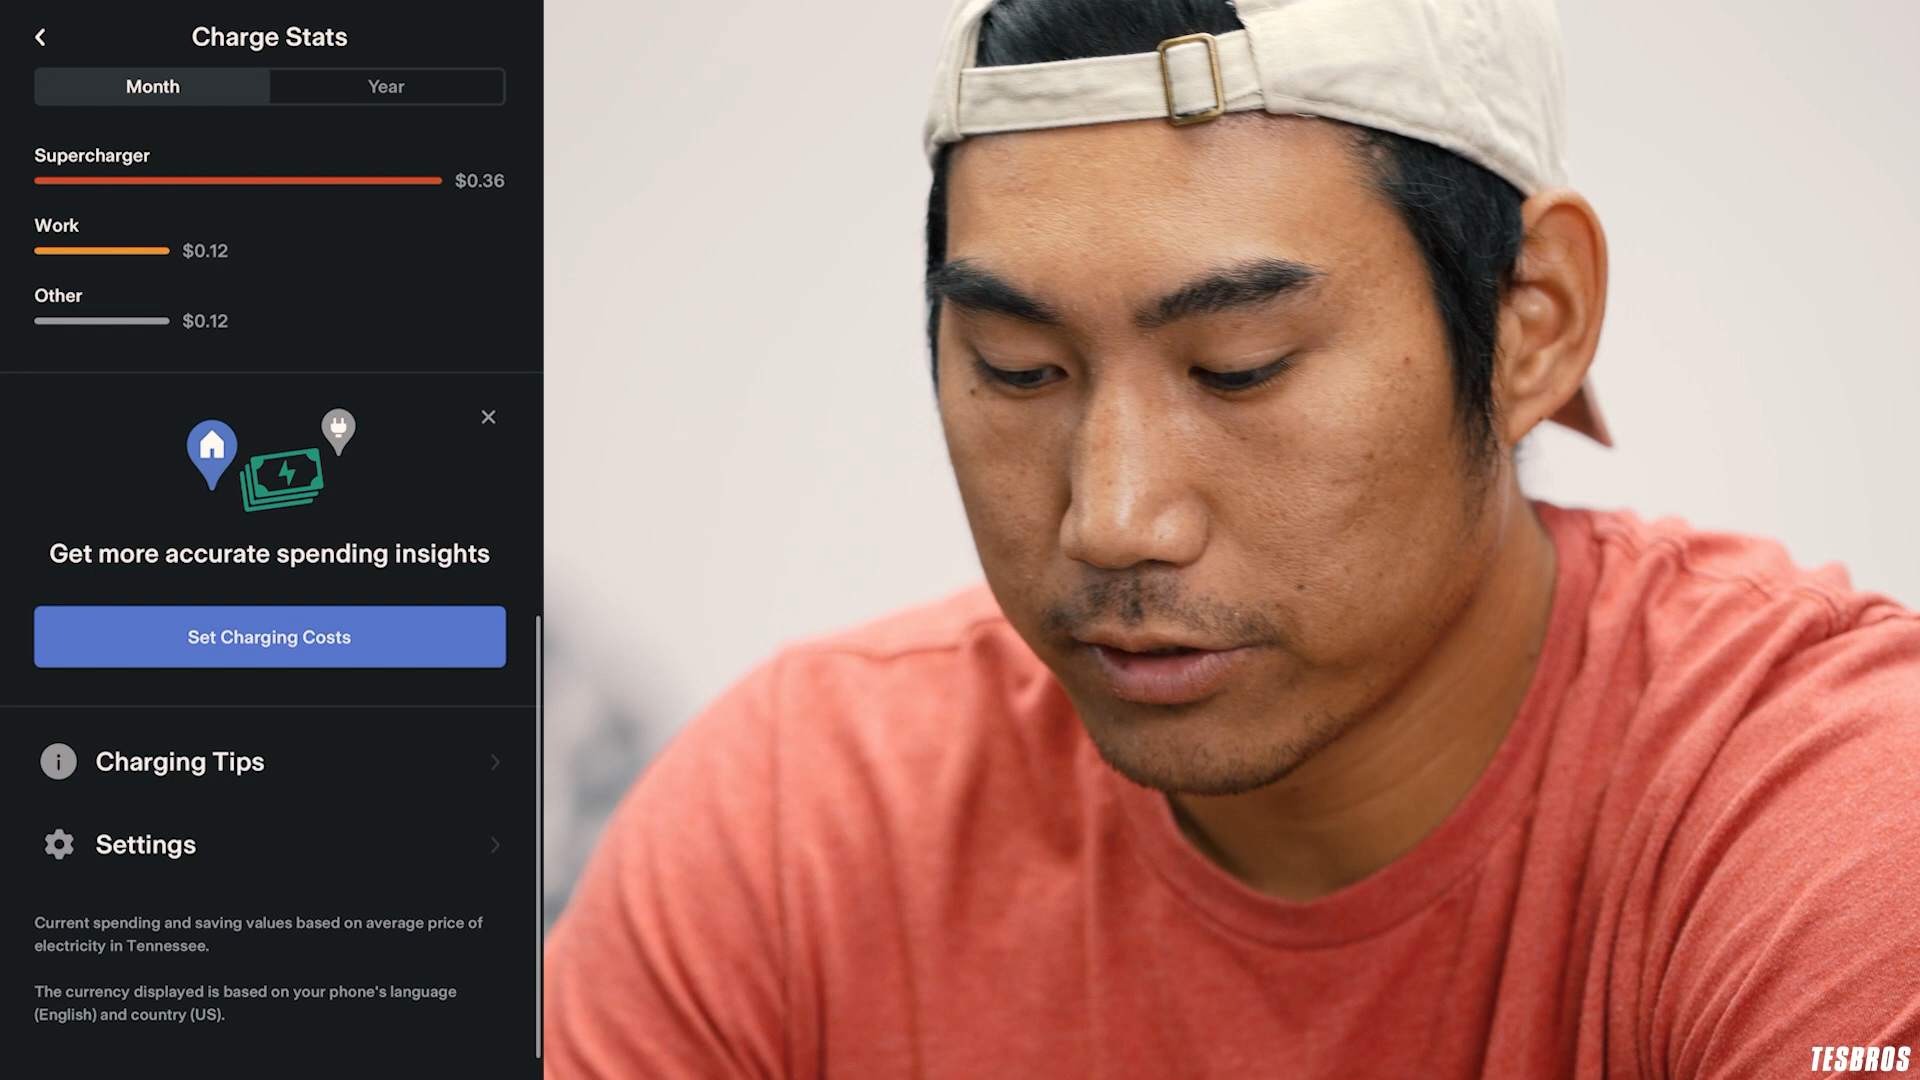 Charge Stats
Month
Year
Supercharger
$0.36
Work
$0.12
Other
$0.12
Get more accurate spending insights
Set Charging Costs
Charging Tips
Settings
Current spending and saving values based on average price of
electricity in Tennessee.
The currency displayed is based on your phone's language
(English) and country (US).
TESBROS